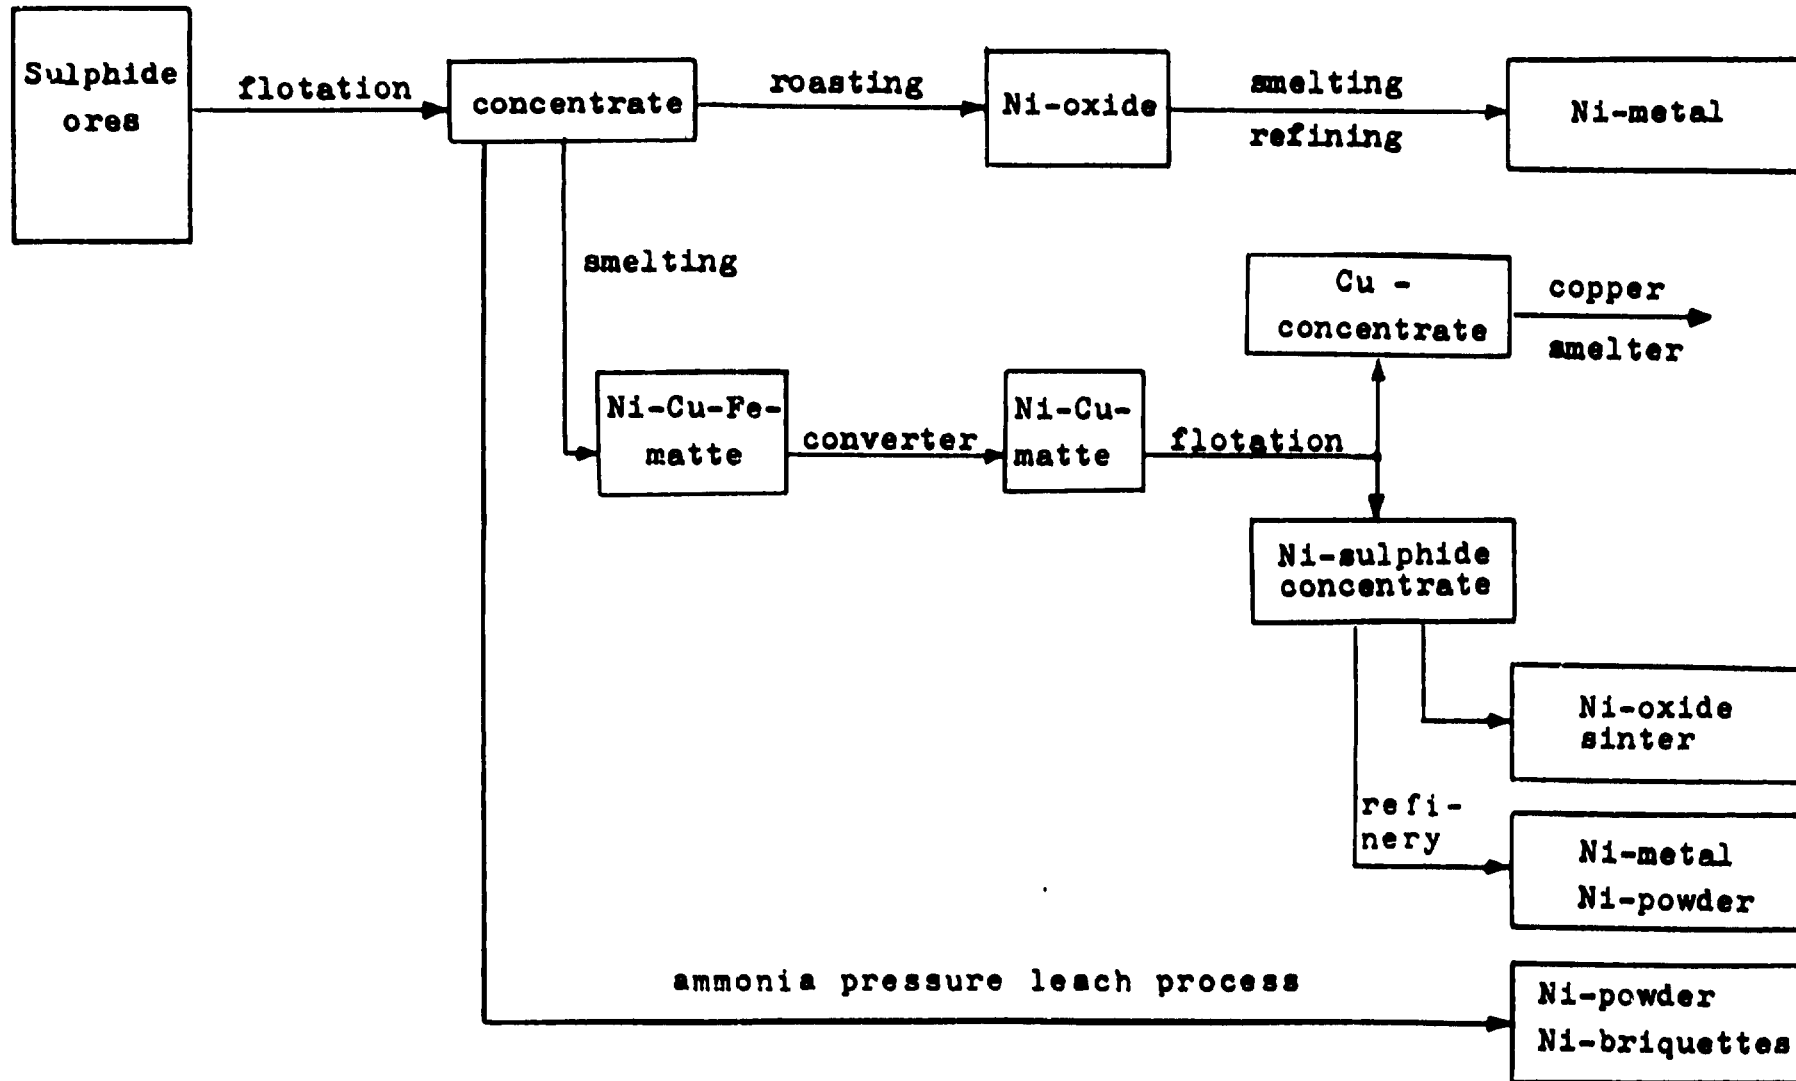 Sulphide
ores
flotation
concentrate
roasting
Ni-oxide
smelting
refining
Ni-metal
smelting
Cu -
concentrate
copper
smelter
Ni-Cu-Fe-
matte
converter
Ni-Cu-
matte
flotation
Ni-sulphide
concentrate
Ni-oxide
sinter
refi-
nery
Ni-metal
Ni-powder
ammonia pressure leach process
Ni-powder
Ni-briquettes